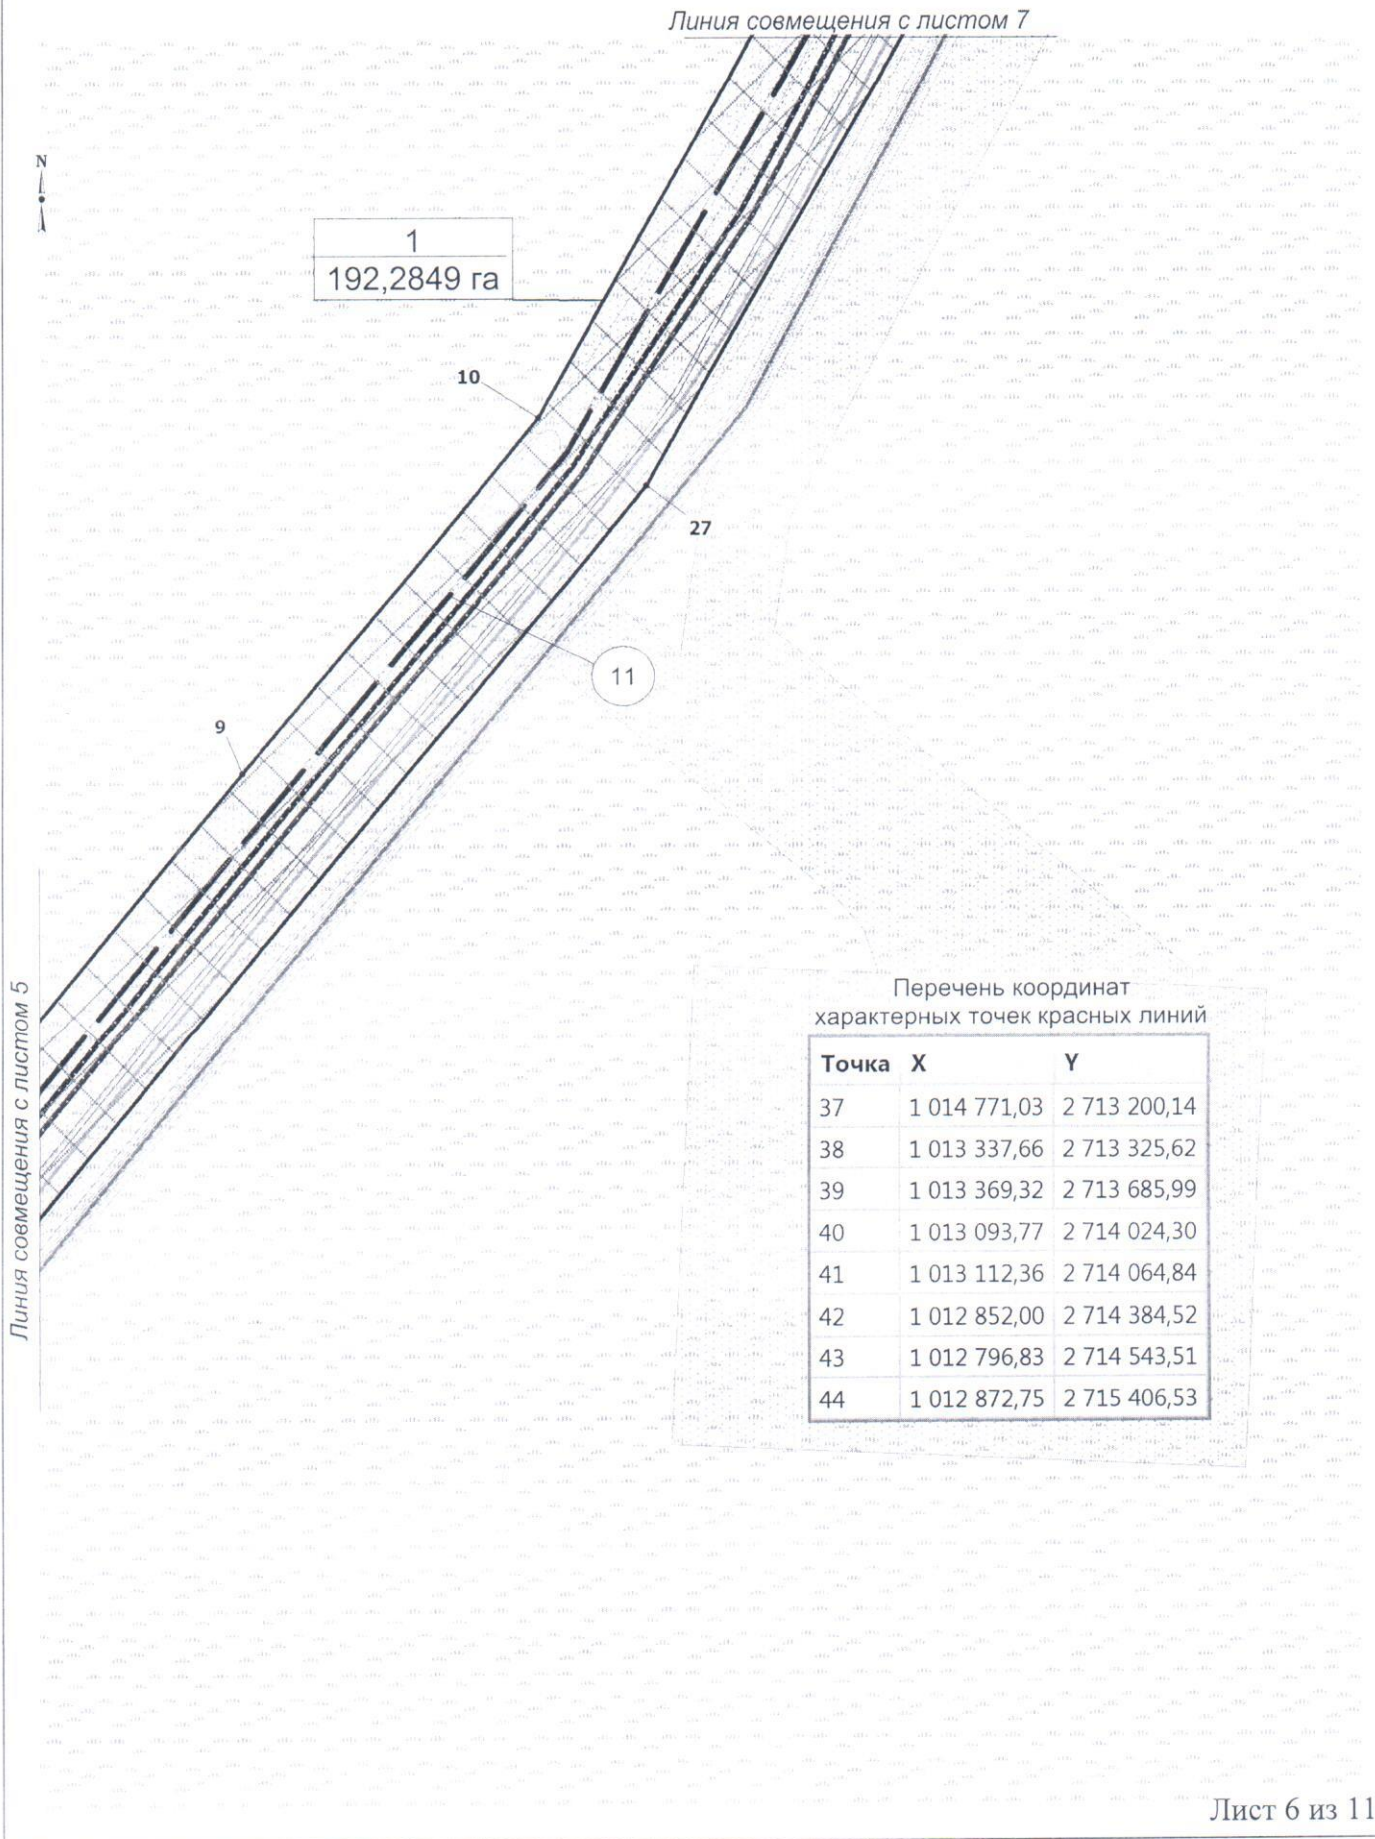 Линия совмещения с листом 7
N
1
192,2849 га
10
27
11
9
Линия совмещения с листом 5
Перечень координат
характерных точек красных линий
Точка X Y
37 1 014 771,03 2 713 200,14
38 1 013 337,66 2 713 325,62
39 1 013 369,32 2 713 685,99
40 1 013 093,77 2 714 024,30
41 1 013 112,36 2 714 064,84
42 1 012 852,00 2 714 384,52
43 1 012 796,83 2 714 543,51
44 1 012 872,75 2 715 406,53
Лист 6 из 11